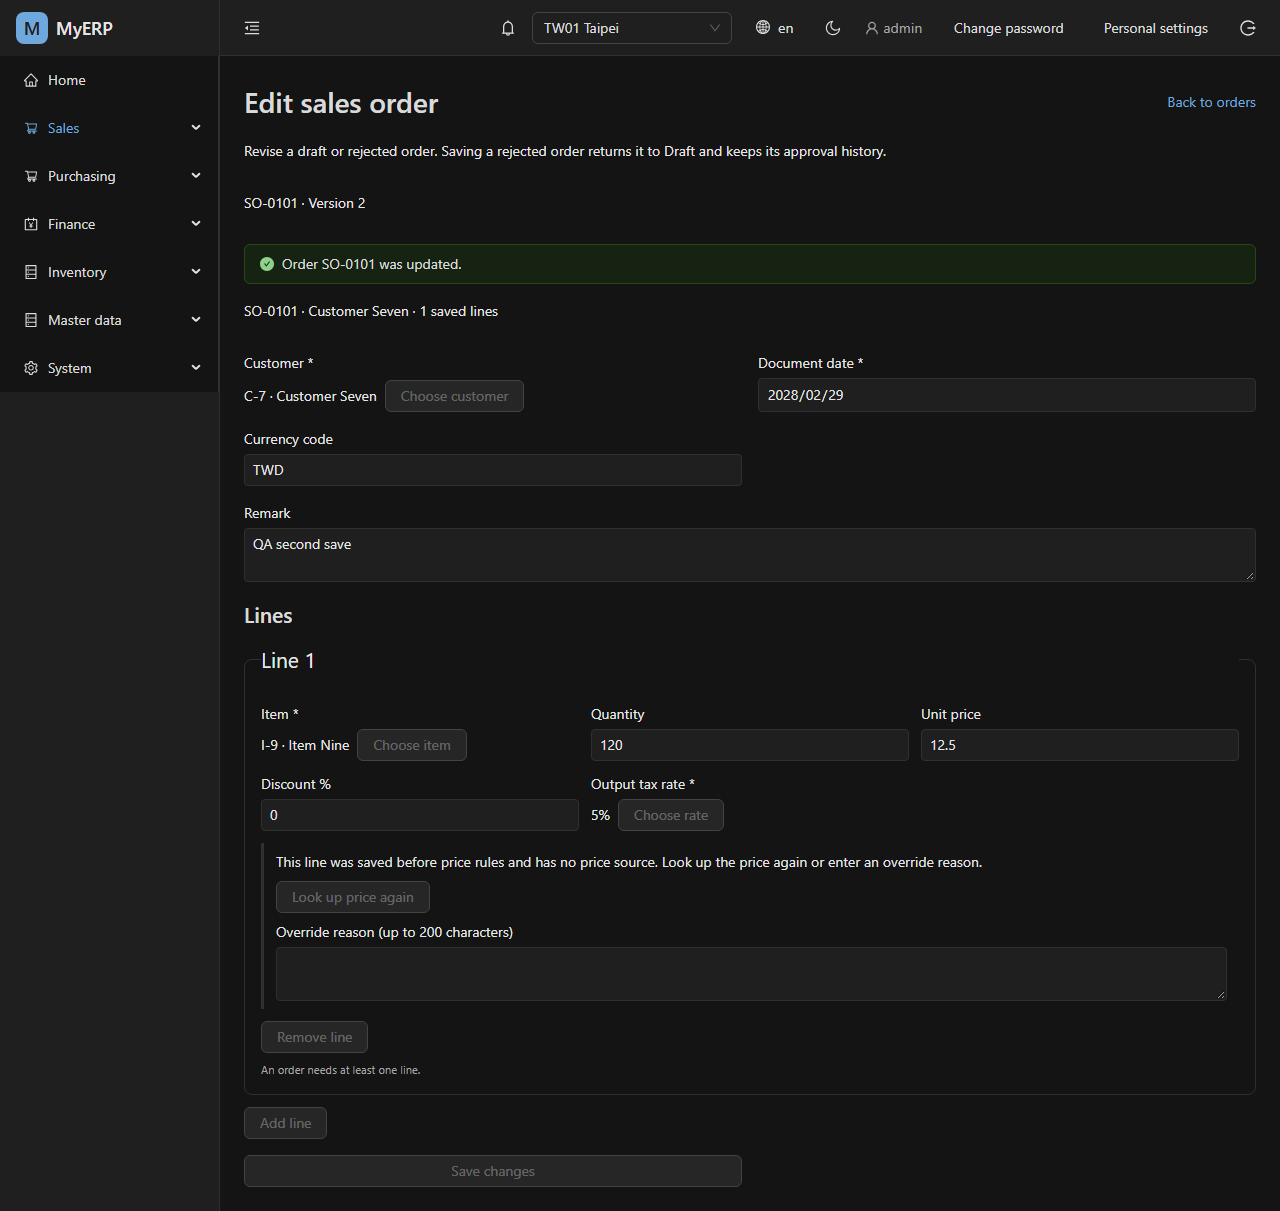 M MyERP
TW01 Taipei
en
admin
Change password
Personal settings
Home
Sales
Purchasing
Finance
Inventory
Master data
System
Edit sales order
Back to orders
Revise a draft or rejected order. Saving a rejected order returns it to Draft and keeps its approval history.
SO-0101 · Version 2
Order SO-0101 was updated.
SO-0101 · Customer Seven · 1 saved lines
Customer *
C-7 · Customer Seven
Choose customer
Document date *
2028/02/29
Currency code
TWD
Remark
QA second save
Lines
Line 1
Item *
I-9 · Item Nine
Choose item
Quantity
120
Unit price
12.5
Discount %
0
Output tax rate *
5%
Choose rate
This line was saved before price rules and has no price source. Look up the price again or enter an override reason.
Look up price again
Override reason (up to 200 characters)
Remove line
An order needs at least one line.
Add line
Save changes